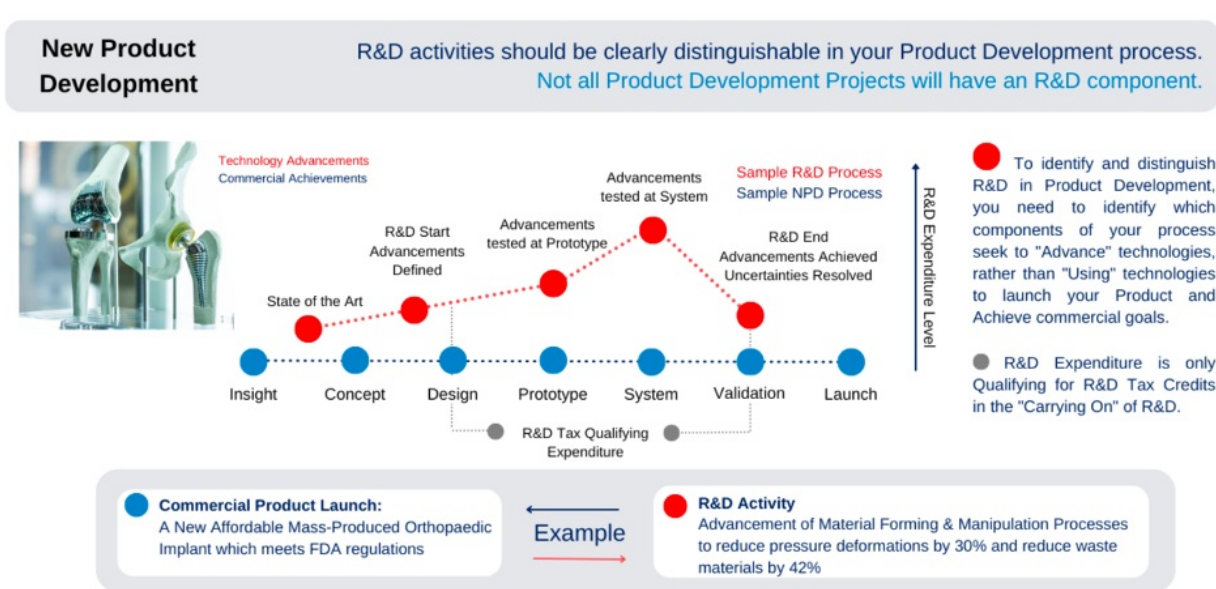 New Product
Development
R&D activities should be clearly distinguishable in your Product Development process.
Not all Product Development Projects will have an R&D component.
Technology Advancements
Commercial Achievements
Sample R&D Process
Sample NPD Process
State of the Art
R&D Start
Advancements
Defined
Advancements
tested at Prototype
Advancements
tested at System
R&D End
Advancements Achieved
Uncertainties Resolved
R&D Expenditure Level
Insight
Concept
Design
Prototype
System
Validation
Launch
R&D Tax Qualifying
Expenditure
To identify and distinguish
R&D in Product Development,
you need to identify which
components of your process
seek to "Advance" technologies,
rather than "Using" technologies
to launch your Product and
Achieve commercial goals.
R&D Expenditure is only
Qualifying for R&D Tax Credits
in the "Carrying On" of R&D.
Commercial Product Launch:
A New Affordable Mass-Produced Orthopaedic
Implant which meets FDA regulations
Example
R&D Activity
Advancement of Material Forming & Manipulation Processes
to reduce pressure deformations by 30% and reduce waste
materials by 42%